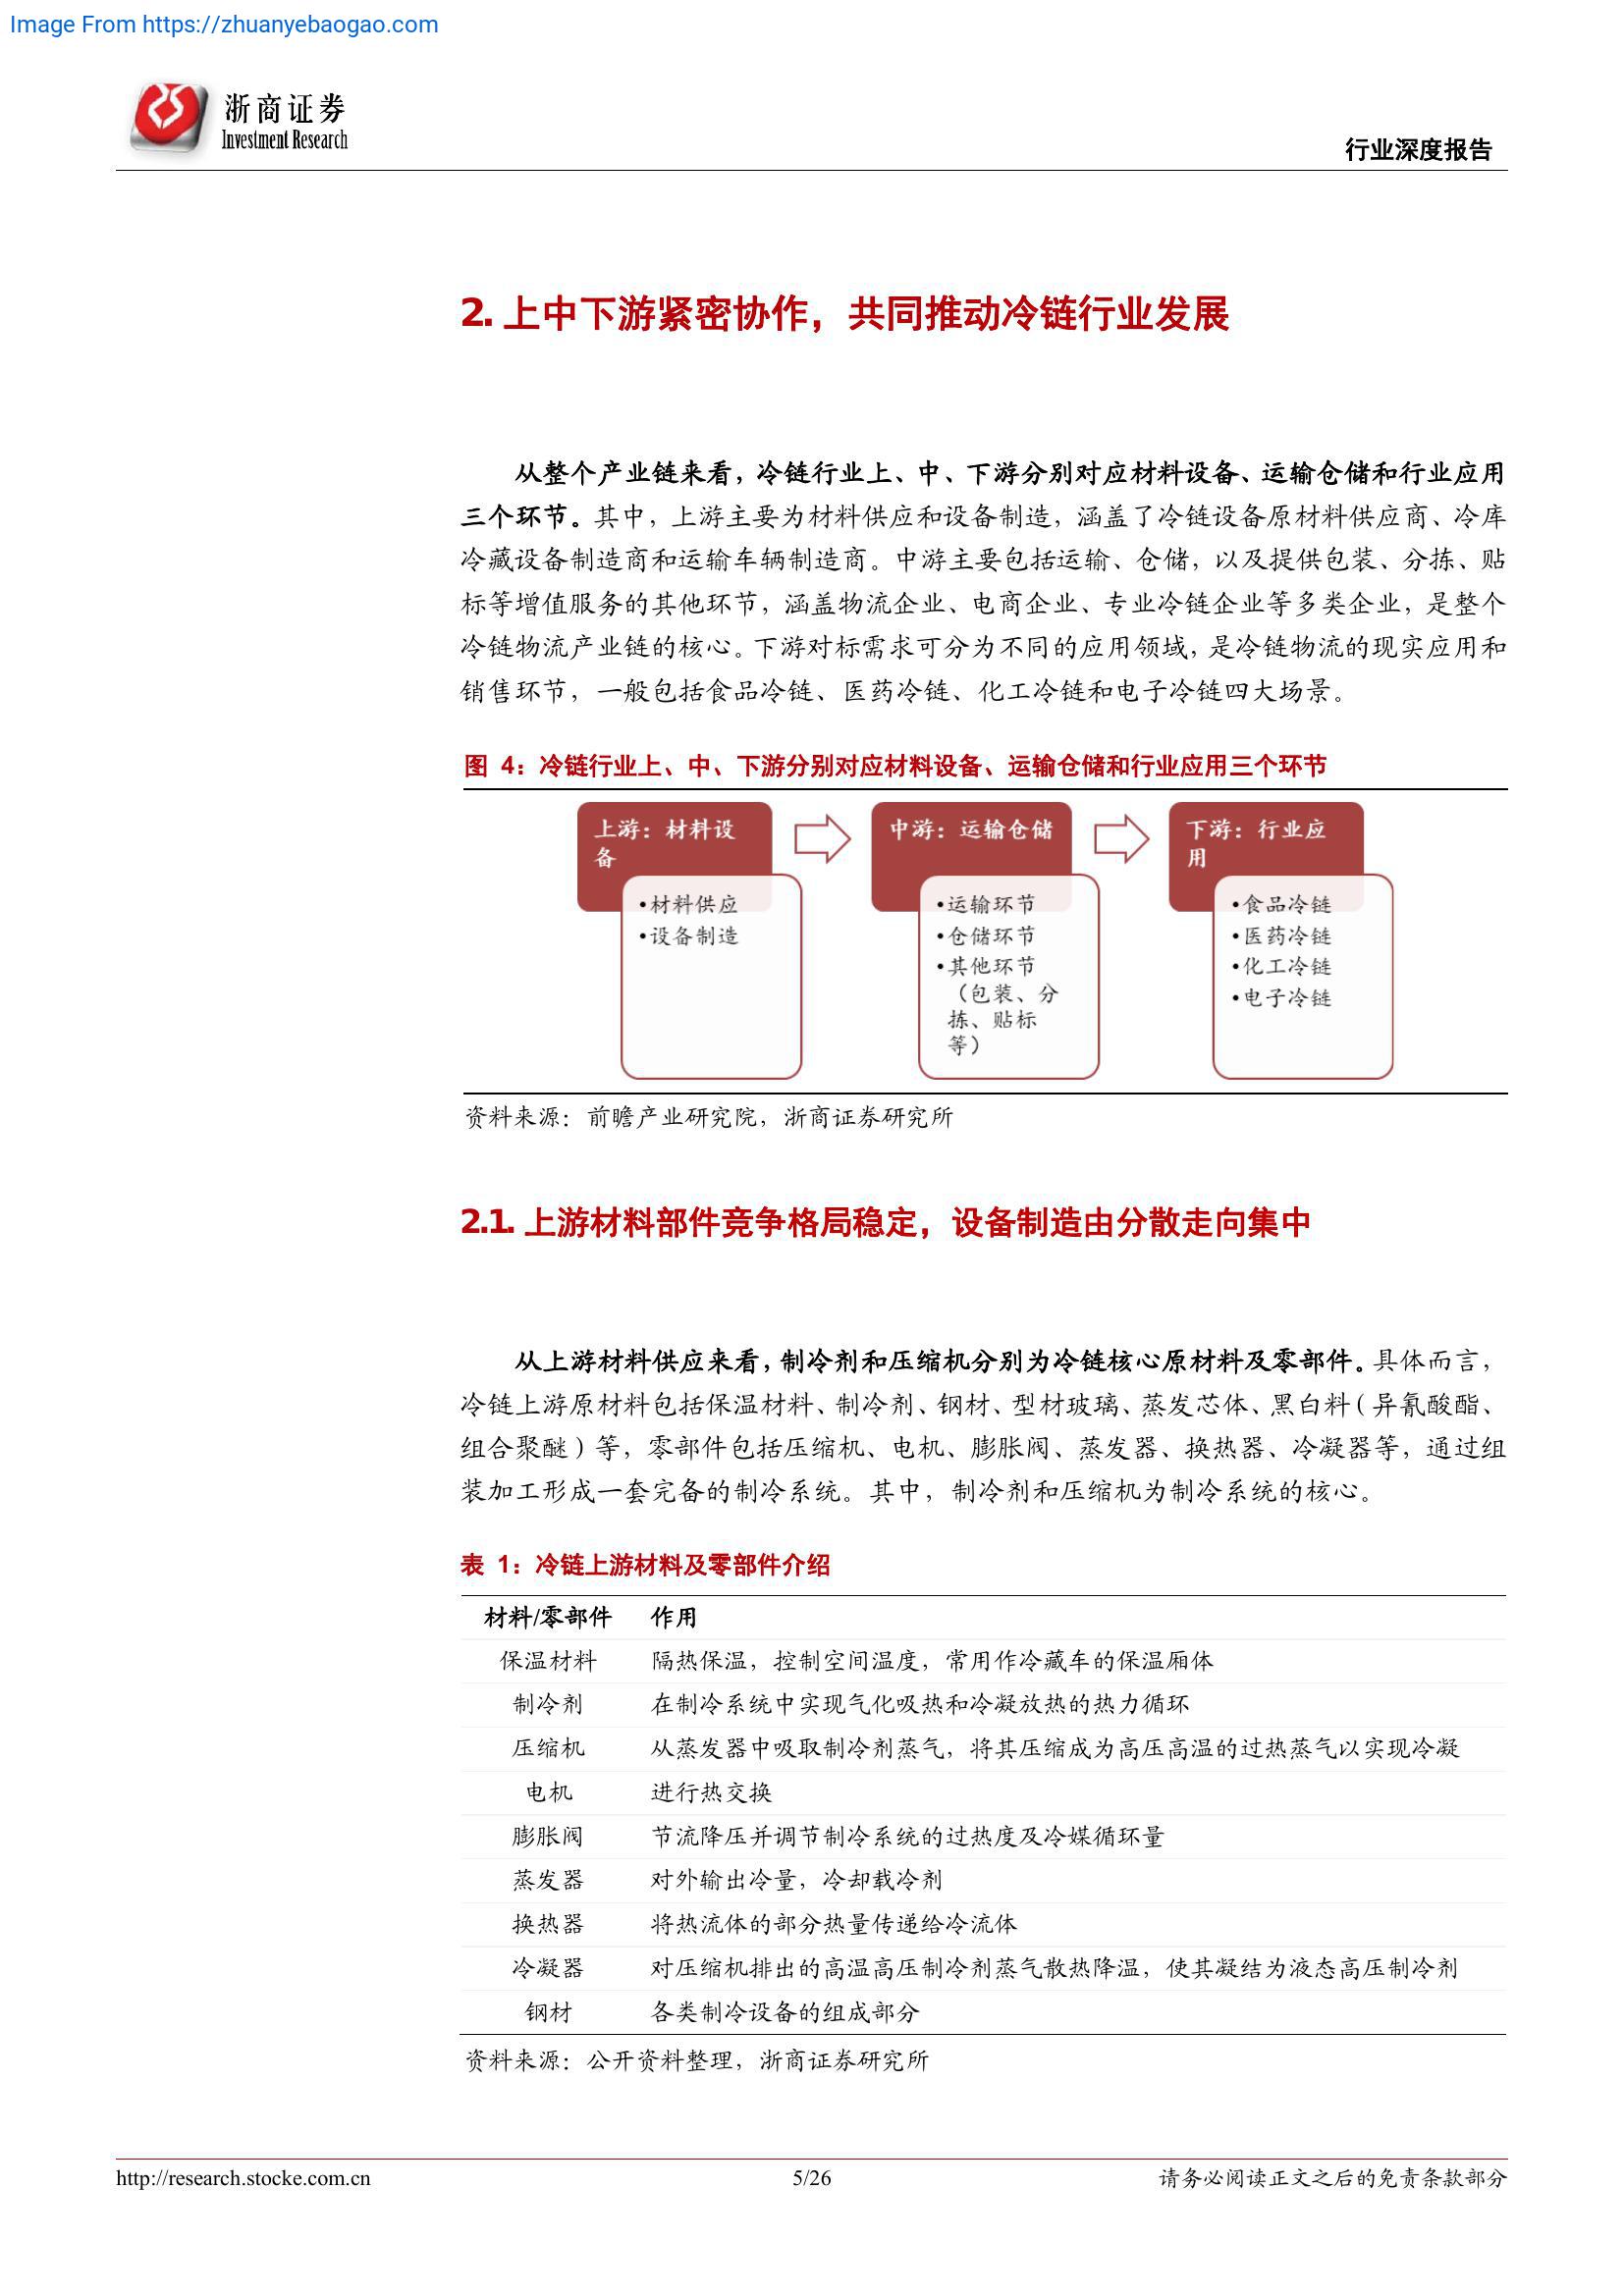 Image From https://zhuanyebaogao.com
浙商证券
Investment Research
行业深度报告
2. 上中下游紧密协作，共同推动冷链行业发展
从整个产业链来看，冷链行业上、中、下游分别对应材料设备、运输仓储和行业应用
三个环节。其中，上游主要为材料供应和设备制造，涵盖了冷链设备原材料供应商、冷库
冷藏设备制造商和运输车辆制造商。中游主要包括运输、仓储，以及提供包装、分拣、贴
标等增值服务的其他环节，涵盖物流企业、电商企业、专业冷链企业等多类企业，是整个
冷链物流产业链的核心。下游对标需求可分为不同的应用领域，是冷链物流的现实应用和
销售环节，一般包括食品冷链、医药冷链、化工冷链和电子冷链四大场景。
图 4：冷链行业上、中、下游分别对应材料设备、运输仓储和行业应用三个环节
上游：材料设
备
•材料供应
•设备制造
中游：运输仓储
•运输环节
•仓储环节
•其他环节
（包装、分
拣、贴标
等）
下游：行业应
用
•食品冷链
•医药冷链
•化工冷链
•电子冷链
资料来源：前瞻产业研究院，浙商证券研究所
2.1. 上游材料部件竞争格局稳定，设备制造由分散走向集中
从上游材料供应来看，制冷剂和压缩机分别为冷链核心原材料及零部件。具体而言，
冷链上游原材料包括保温材料、制冷剂、钢材、型材玻璃、蒸发芯体、黑白料（异氰酸酯、
组合聚醚）等，零部件包括压缩机、电机、膨胀阀、蒸发器、换热器、冷凝器等，通过组
装加工形成一套完备的制冷系统。其中，制冷剂和压缩机为制冷系统的核心。
表 1：冷链上游材料及零部件介绍
材料/零部件 作用
保温材料 隔热保温，控制空间温度，常用作冷藏车的保温厢体
制冷剂 在制冷系统中实现气化吸热和冷凝放热的热力循环
压缩机 从蒸发器中吸取制冷剂蒸气，将其压缩成为高压高温的过热蒸气以实现冷凝
电机 进行热交换
膨胀阀 节流降压并调节制冷系统的过热度及冷媒循环量
蒸发器 对外输出冷量，冷却载冷剂
换热器 将热流体的部分热量传递给冷流体
冷凝器 对压缩机排出的高温高压制冷剂蒸气散热降温，使其凝结为液态高压制冷剂
钢材 各类制冷设备的组成部分
资料来源：公开资料整理，浙商证券研究所
http://research.stocke.com.cn 5/26 请务必阅读正文之后的免责条款部分